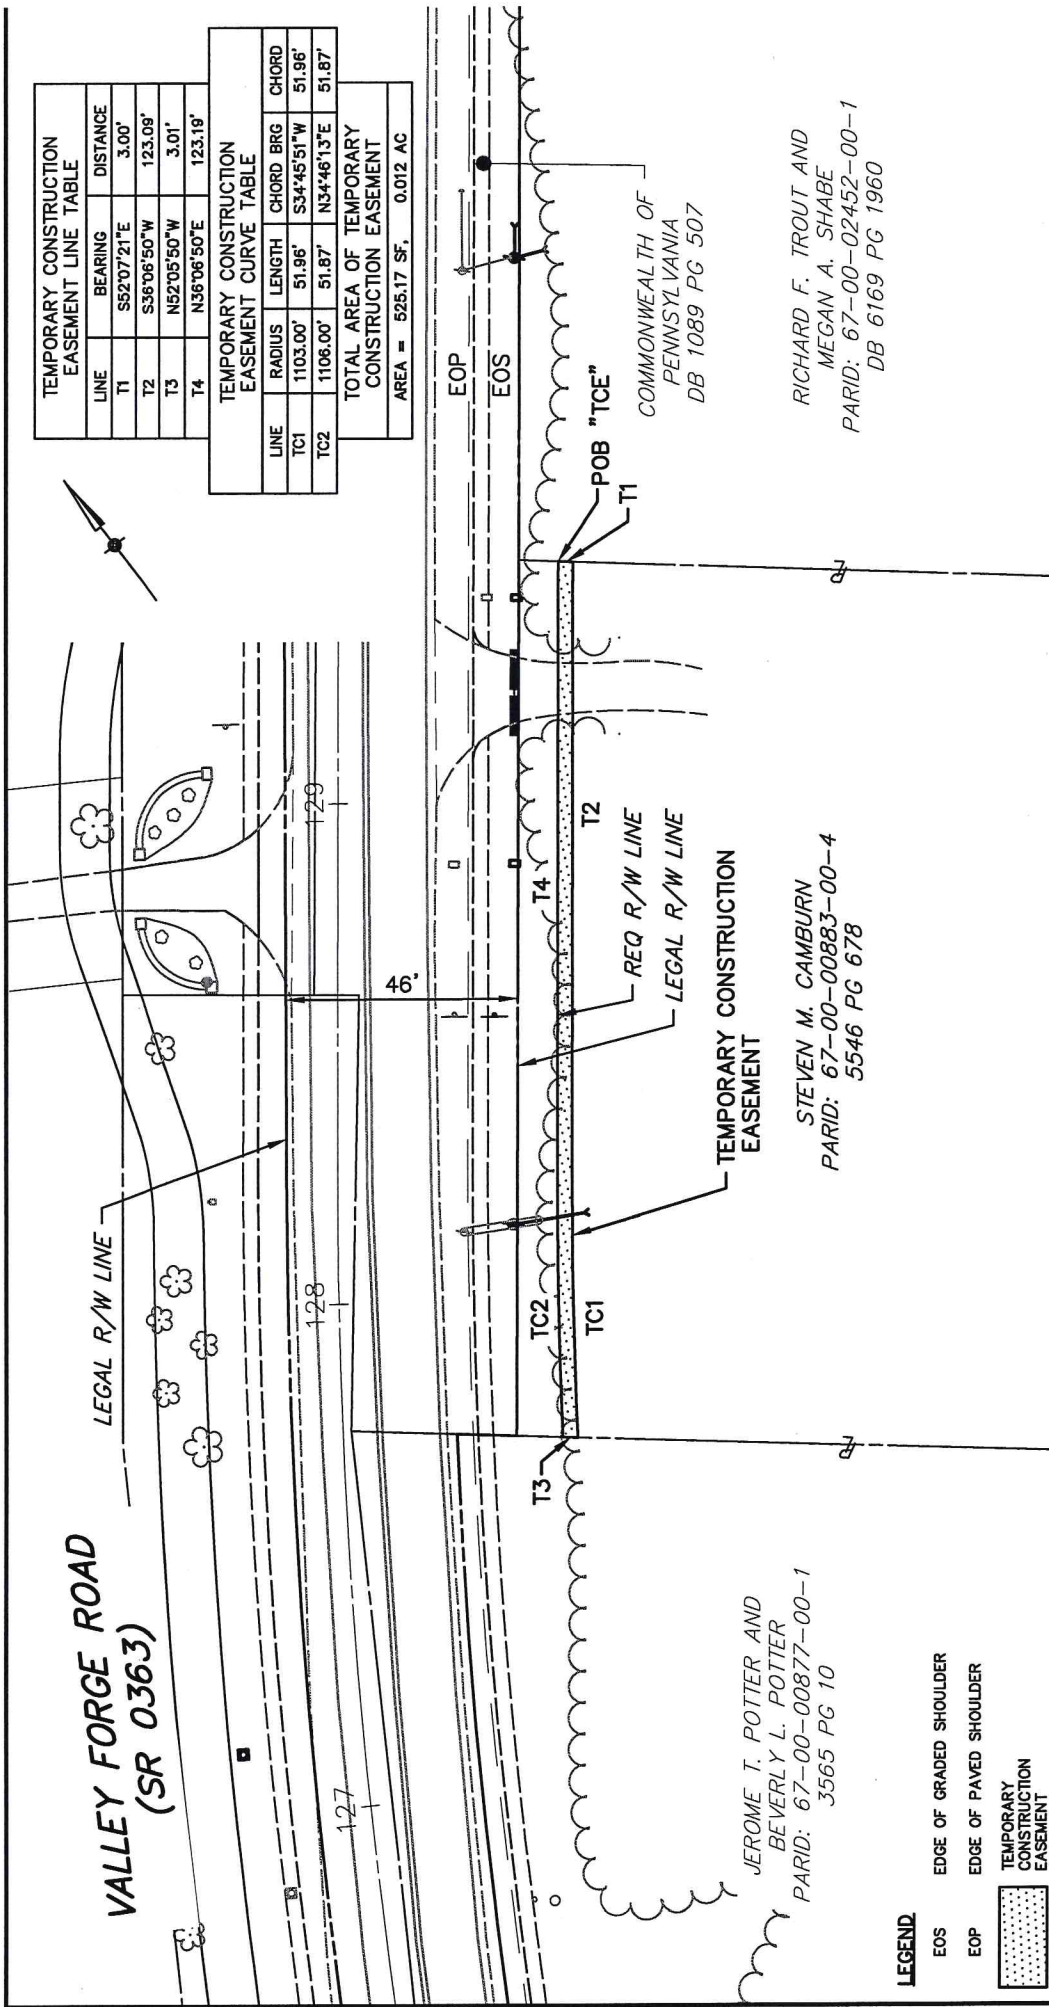 VALLEY FORGE ROAD
(SR 0363)
LEGAL R/W LINE
TEMPORARY CONSTRUCTION
EASEMENT LINE TABLE
LINE BEARING DISTANCE
T1 S52°07'21"E 3.00'
T2 S36°06'50"W 123.09'
T3 N52°05'50"W 3.01'
T4 N36°06'50"E 123.19'
TEMPORARY CONSTRUCTION
EASEMENT CURVE TABLE
LINE RADIUS LENGTH CHORD BRG CHORD
TC1 1103.00' 51.96' S34°45'51"W 51.96'
TC2 1106.00' 51.87' N34°46'13"E 51.87'
TOTAL AREA OF TEMPORARY
CONSTRUCTION EASEMENT
AREA = 525.17 SF, 0.012 AC
127
128
129
46'
EOP
EOS
COMMONWEALTH OF
PENNSYLVANIA
DB 1089 PG 507
POB "TCE"
T1
T4
T2
TC2
TC1
T3
REQ R/W LINE
LEGAL R/W LINE
TEMPORARY CONSTRUCTION
EASEMENT
RICHARD F. TROUT AND
MEGAN A. SHABE
PARID: 67-00-02452-00-1
DB 6169 PG 1960
STEVEN M. CAMBURN
PARID: 67-00-00883-00-4
5546 PG 678
JEROME T. POTTER AND
BEVERLY L. POTTER
PARID: 67-00-00877-00-1
3565 PG 10
LEGEND
EOS EDGE OF GRADED SHOULDER
EOP EDGE OF PAVED SHOULDER
TEMPORARY
CONSTRUCTION
EASEMENT